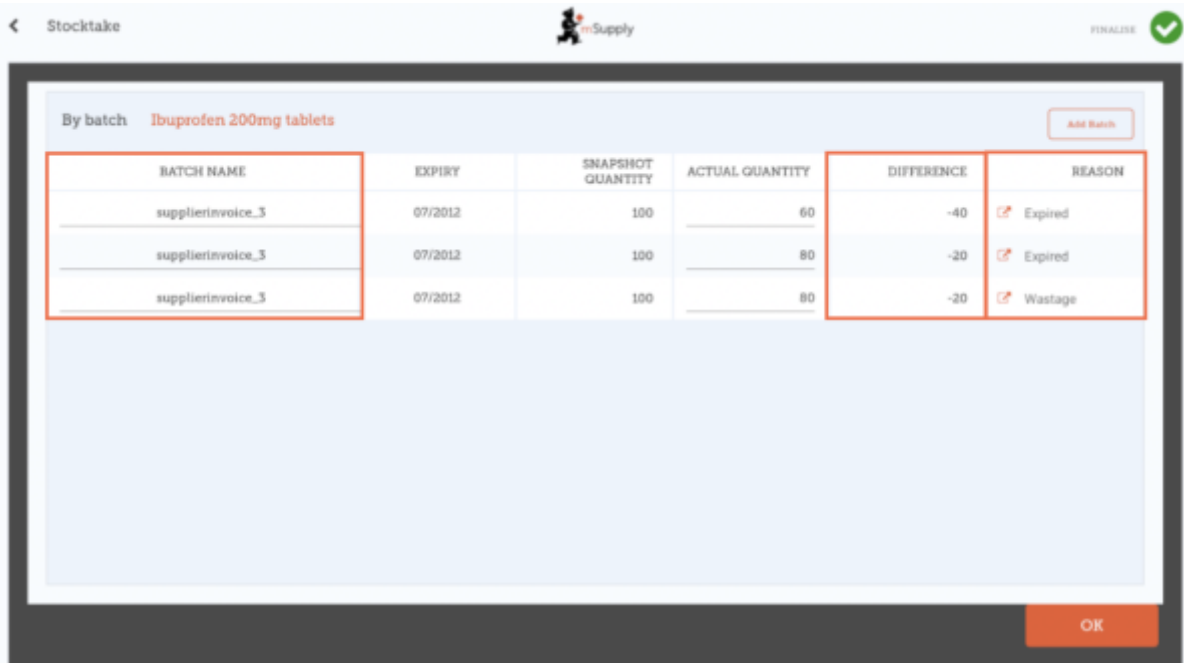 Stocktake
mSupply
FINALISE
By batch Ibuprofen 200mg tablets
Add Batch
BATCH NAME EXPIRY SNAPSHOT QUANTITY ACTUAL QUANTITY DIFFERENCE REASON
supplierinvoice_3 07/2012 100 60 -40 Expired
supplierinvoice_3 07/2012 100 80 -20 Expired
supplierinvoice_3 07/2012 100 80 -20 Wastage
OK